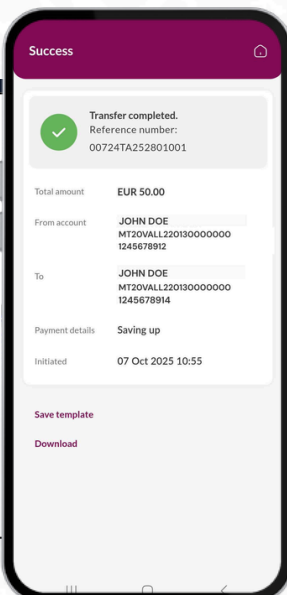 Success
Transfer completed.
Reference number:
00724TA252801001
Total amount EUR 50.00
From account JOHN DOE
MT20VALL220130000000
1245678912
To JOHN DOE
MT20VALL220130000000
1245678914
Payment details Saving up
Initiated 07 Oct 2025 10:55
Save template
Download